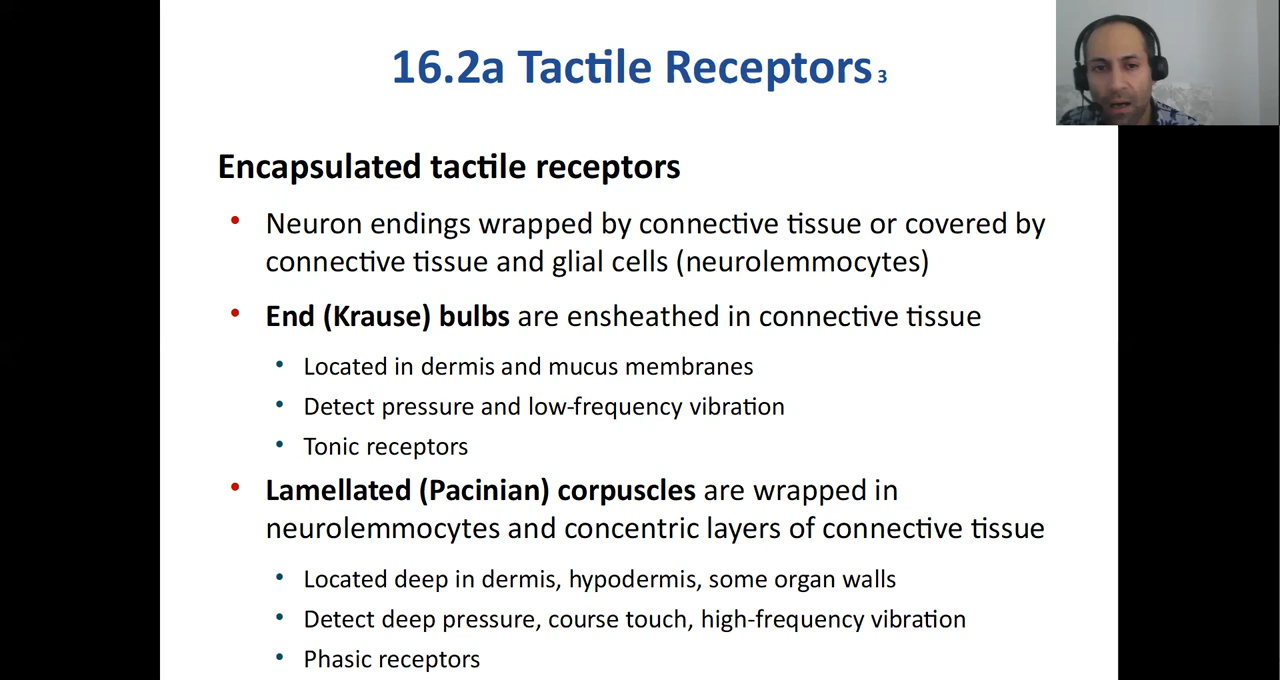 16.2a Tactile Receptors 3
Encapsulated tactile receptors
• Neuron endings wrapped by connective tissue or covered by
connective tissue and glial cells (neurolemmocytes)
• End (Krause) bulbs are ensheathed in connective tissue
• Located in dermis and mucus membranes
• Detect pressure and low-frequency vibration
• Tonic receptors
• Lamellated (Pacinian) corpuscles are wrapped in
neurolemmocytes and concentric layers of connective tissue
• Located deep in dermis, hypodermis, some organ walls
• Detect deep pressure, course touch, high-frequency vibration
• Phasic receptors